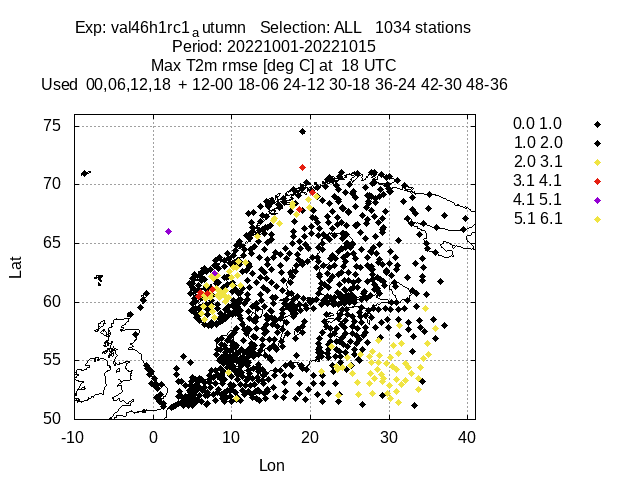 Exp: val46h1rc1autumn Selection: ALL 1034 stations
Period: 20221001-20221015
Max T2m rmse [deg C] at 18 UTC
Used 00,06,12,18 + 12-00 18-06 24-12 30-18 36-24 42-30 48-36
0.0 1.0
1.0 2.0
2.0 3.1
3.1 4.1
4.1 5.1
5.1 6.1
75
70
65
60
55
50
Lat
-10 0 10 20 30 40
Lon